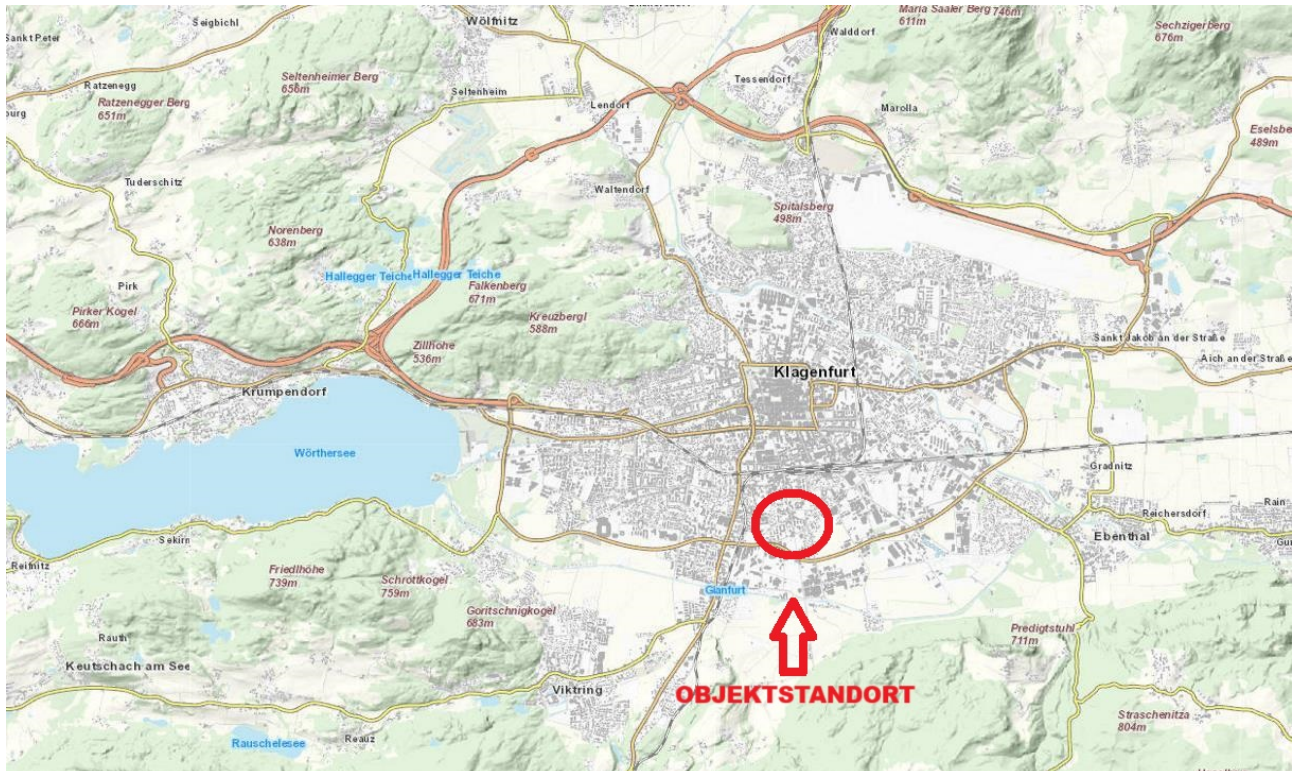 Seigbichl
Wölfnitz
Maria Saaler Berg 746m
611m
Sankt Peter
Walddorf
Sechzigerberg
676m
Seltenheimer Berg
656m
Tessendorf
Ratzenegg
Seltenheim
Ratzenegger Berg
651m
Lendorf
Marolla
burg
Eselsbe
489m
Tuderschitz
Waltendorf
Spitalsberg
498m
Norenberg
638m
Hallegger Teiche
Hallegger Teiche
Falkenberg
671m
Pirk
Pirker Kogel
666m
Kreuzbergl
588m
Zillhöhe
536m
Sankt Jakob an der Straße
Aich an der Straße
Klagenfurt
Krumpendorf
Wörthersee
Gradnitz
Rain
Reichersdorf
Ebenthal
Gur
Sekirn
Reifnitz
Friedlhöhe
739m
Schrottkogel
759m
Glanfurt
Goritschnigkogel
683m
Predigtstuhl
711m
Rauth
Keutschach am See
Viktring
OBJEKTSTANDORT
Straschenitza
804m
Reauz
Rauschelesee